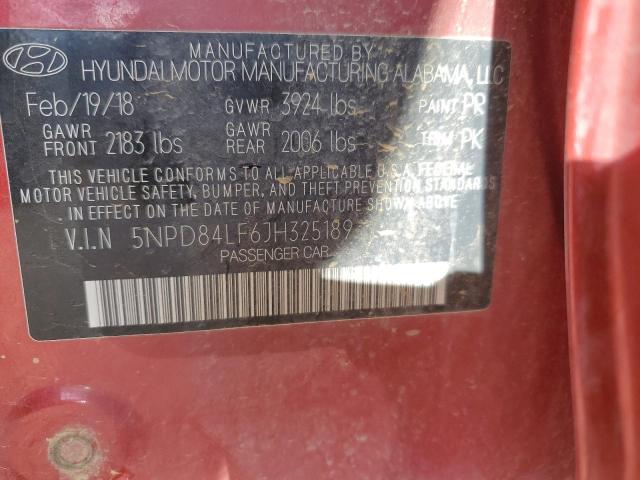 MANUFACTURED BY
HYUNDAI MOTOR MANUFACTURING ALABAMA, LLC
Feb/19/18 GVWR 3924 lbs PAINT PR
GAWR FRONT 2183 lbs GAWR REAR 2006 lbs TRIM PK
THIS VEHICLE CONFORMS TO ALL APPLICABLE U.S.A. FEDERAL
MOTOR VEHICLE SAFETY, BUMPER, AND THEFT PREVENTION STANDARDS
IN EFFECT ON THE DATE OF MANUFACTURE SHOWN ABOVE.
V.I.N 5NPD84LF6JH325189
PASSENGER CAR